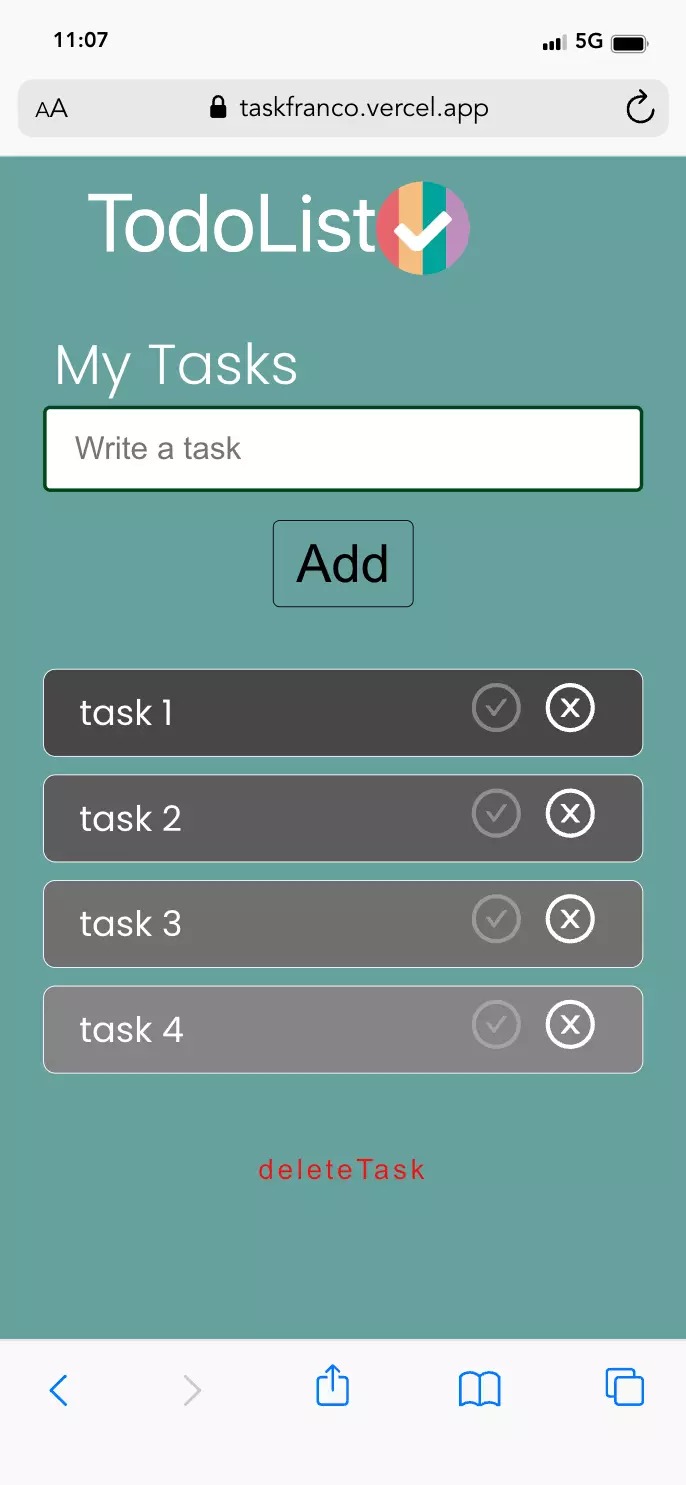 11:07 5G
AA taskfranco.vercel.app
TodoList
My Tasks
Write a task
Add
task 1
task 2
task 3
task 4
deleteTask